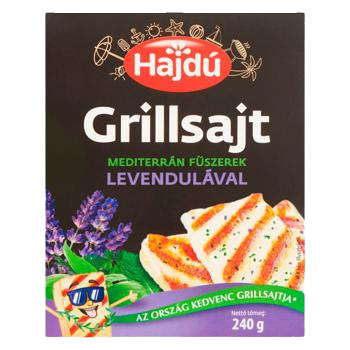 Hajdú
Grillsajt
MEDITERRÁN FŰSZEREK
LEVENDULÁVAL
AZ ORSZÁG KEDVENC GRILLSAJTJA*
Nettó tömeg:
240 g